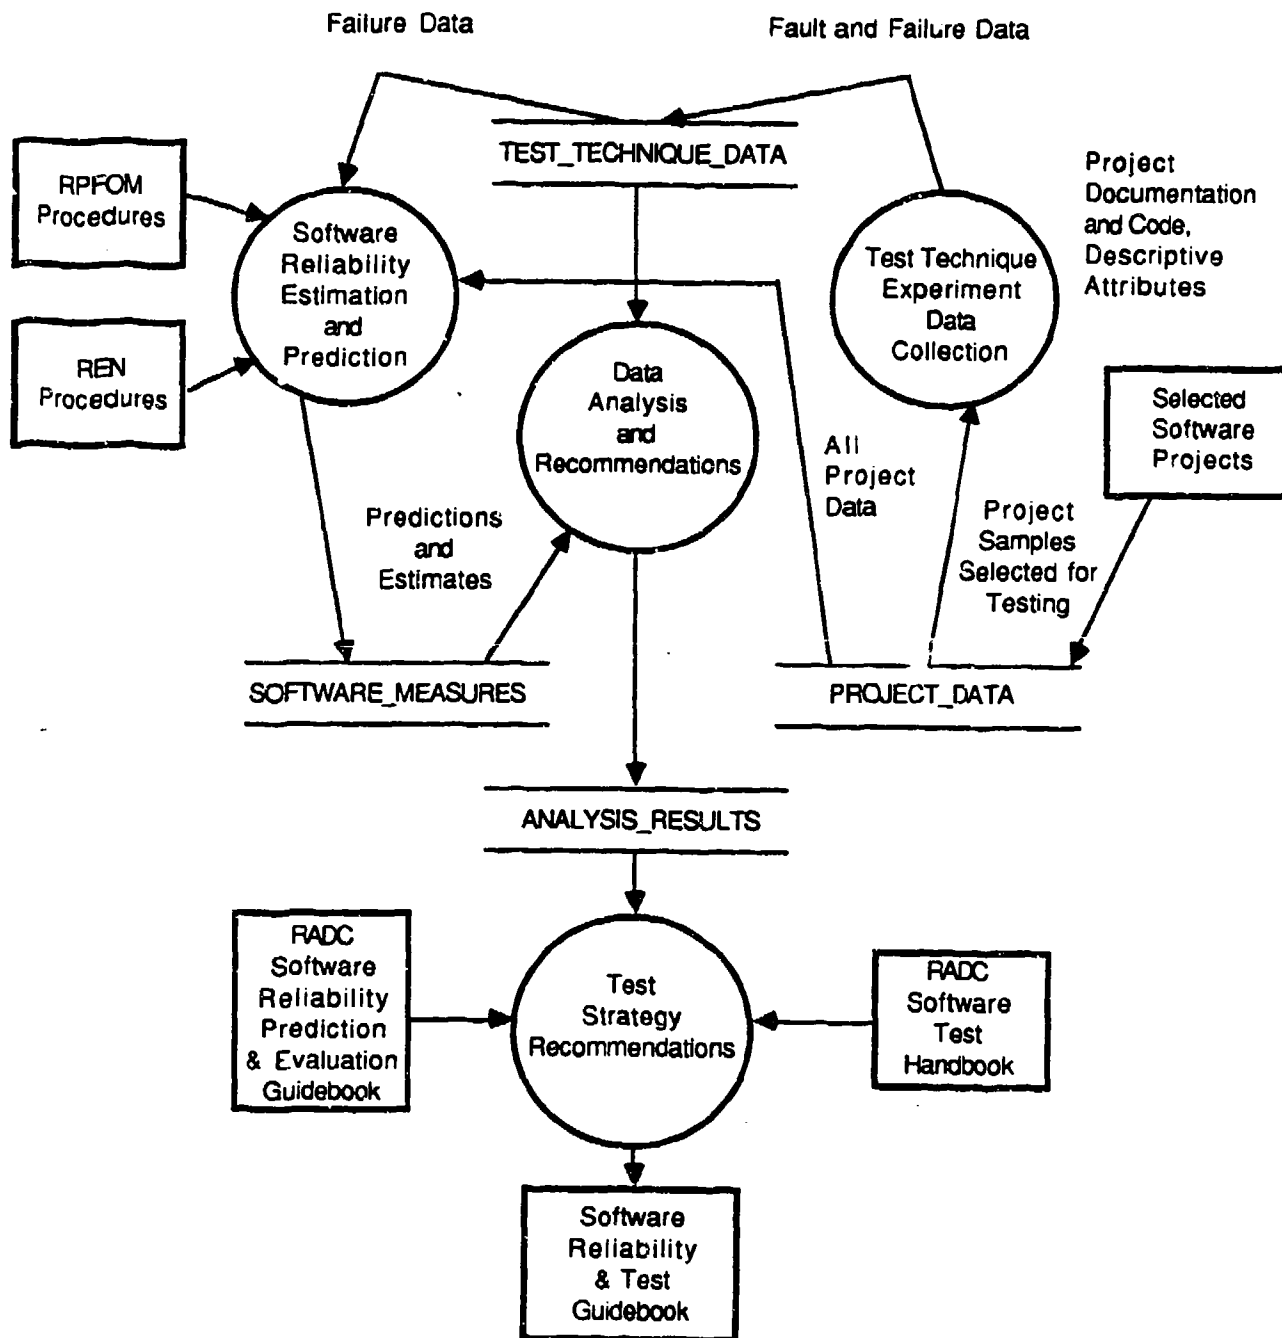 Failure Data
Fault and Failure Data
TEST_TECHNIQUE_DATA
RPFOM
Procedures
Software
Reliability
Estimation
and
Prediction
Test Technique
Experiment
Data
Collection
Project
Documentation
and Code,
Descriptive
Attributes
REN
Procedures
Data
Analysis
and
Recommendations
Selected
Software
Projects
All
Project
Data
Predictions
and
Estimates
Project
Samples
Selected for
Testing
SOFTWARE_MEASURES
PROJECT_DATA
ANALYSIS_RESULTS
RADC
Software
Reliability
Prediction
& Evaluation
Guidebook
Test
Strategy
Recommendations
RADC
Software
Test
Handbook
Software
Reliability
& Test
Guidebook